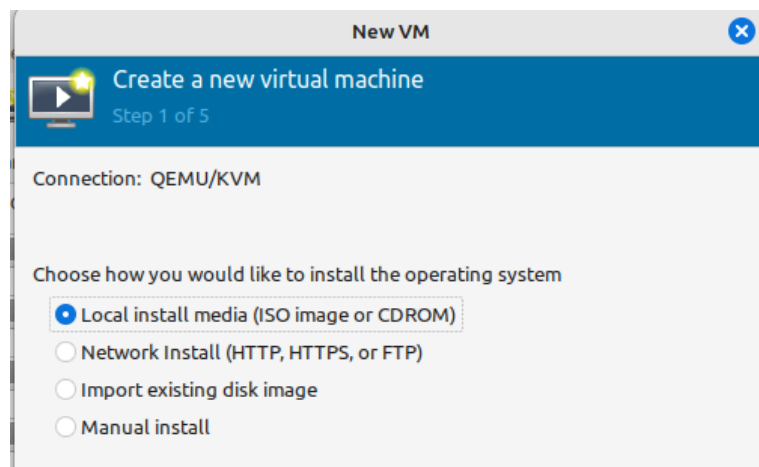 New VM
Create a new virtual machine
Step 1 of 5
Connection: QEMU/KVM
Choose how you would like to install the operating system
Local install media (ISO image or CDROM)
Network Install (HTTP, HTTPS, or FTP)
Import existing disk image
Manual install